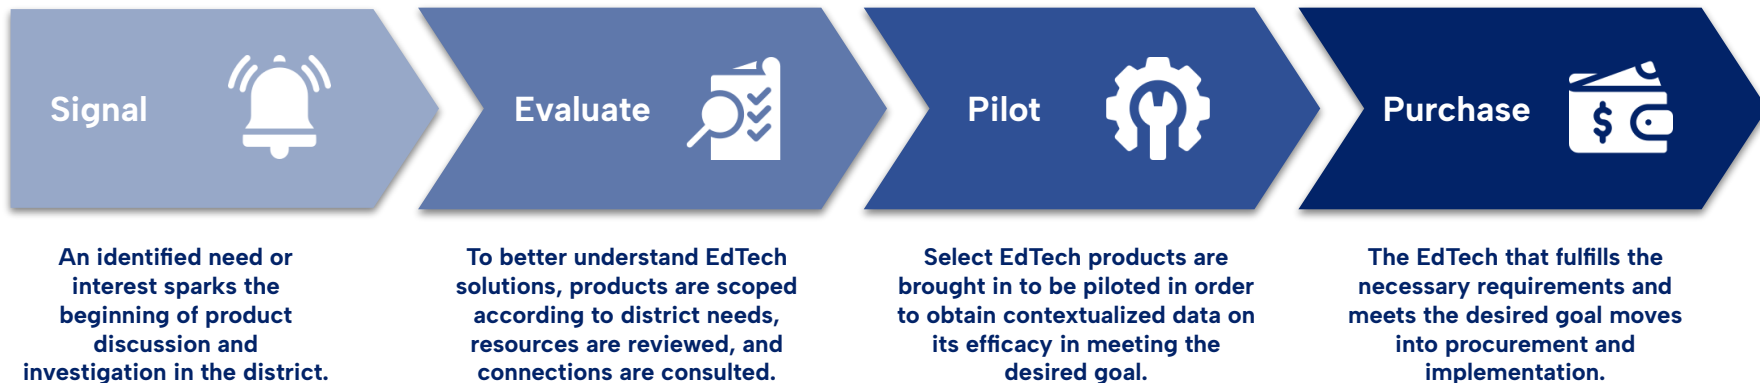 Signal
An identified need or
interest sparks the
beginning of product
discussion and
investigation in the district.
Evaluate
To better understand EdTech
solutions, products are scoped
according to district needs,
resources are reviewed, and
connections are consulted.
Pilot
Select EdTech products are
brought in to be piloted in order
to obtain contextualized data on
its efficacy in meeting the
desired goal.
Purchase
$
The EdTech that fulfills the
necessary requirements and
meets the desired goal moves
into procurement and
implementation.